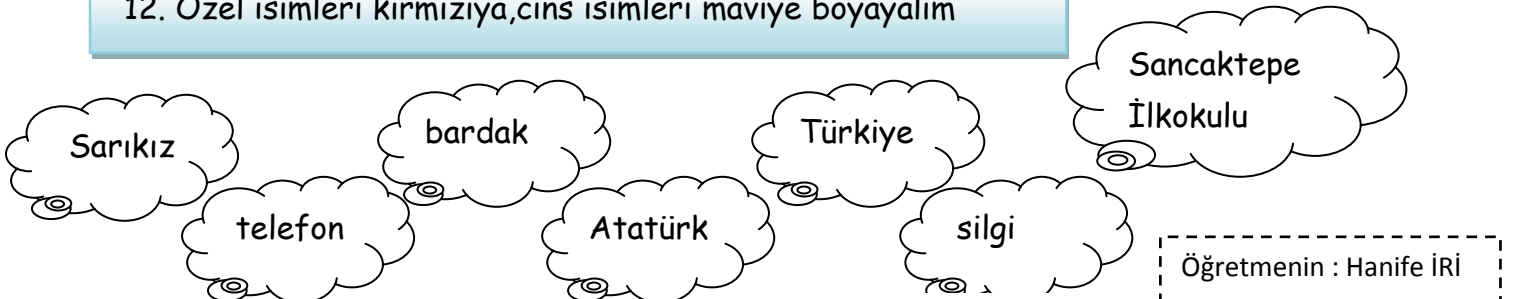 12. Özel isimleri kırmızıya,cins isimleri maviye boyayalım
Sarıkız
bardak
Türkiye
Sancaktepe
İlkokulu
telefon
Atatürk
silgi
Öğretmenin : Hanife İRİ